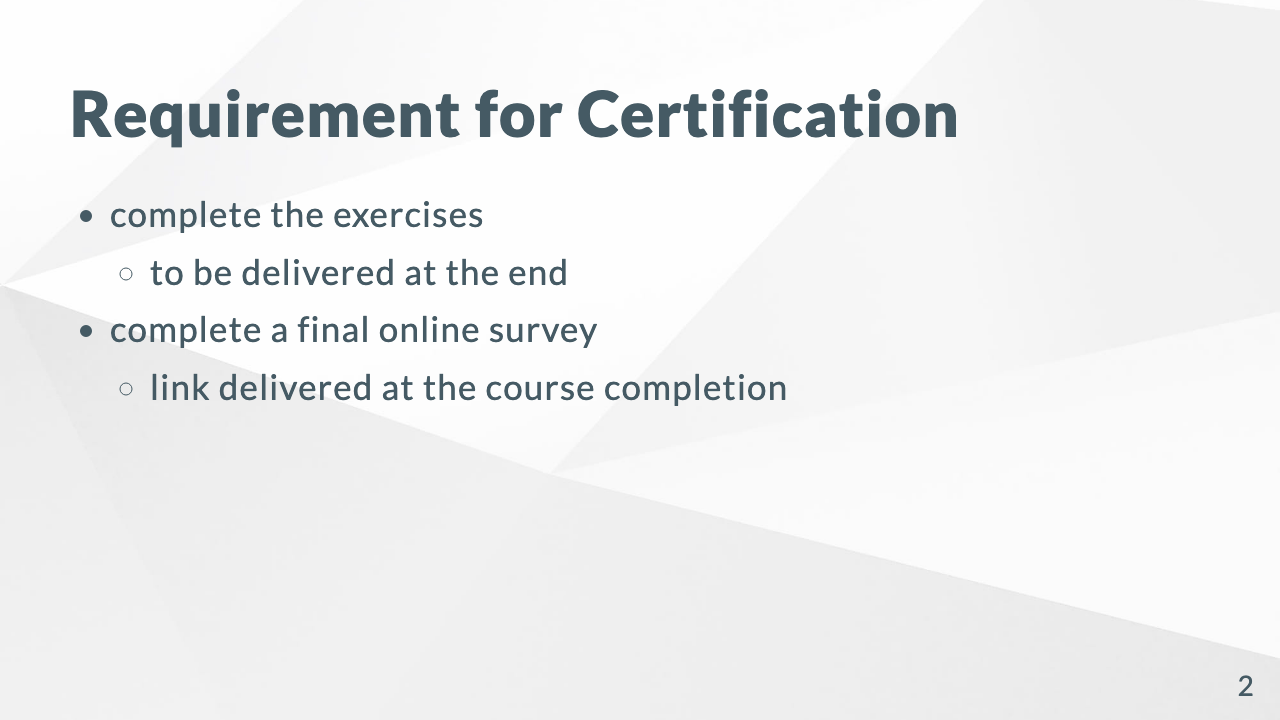 Requirement for Certification
• complete the exercises
○ to be delivered at the end
• complete a final online survey
○ link delivered at the course completion
2